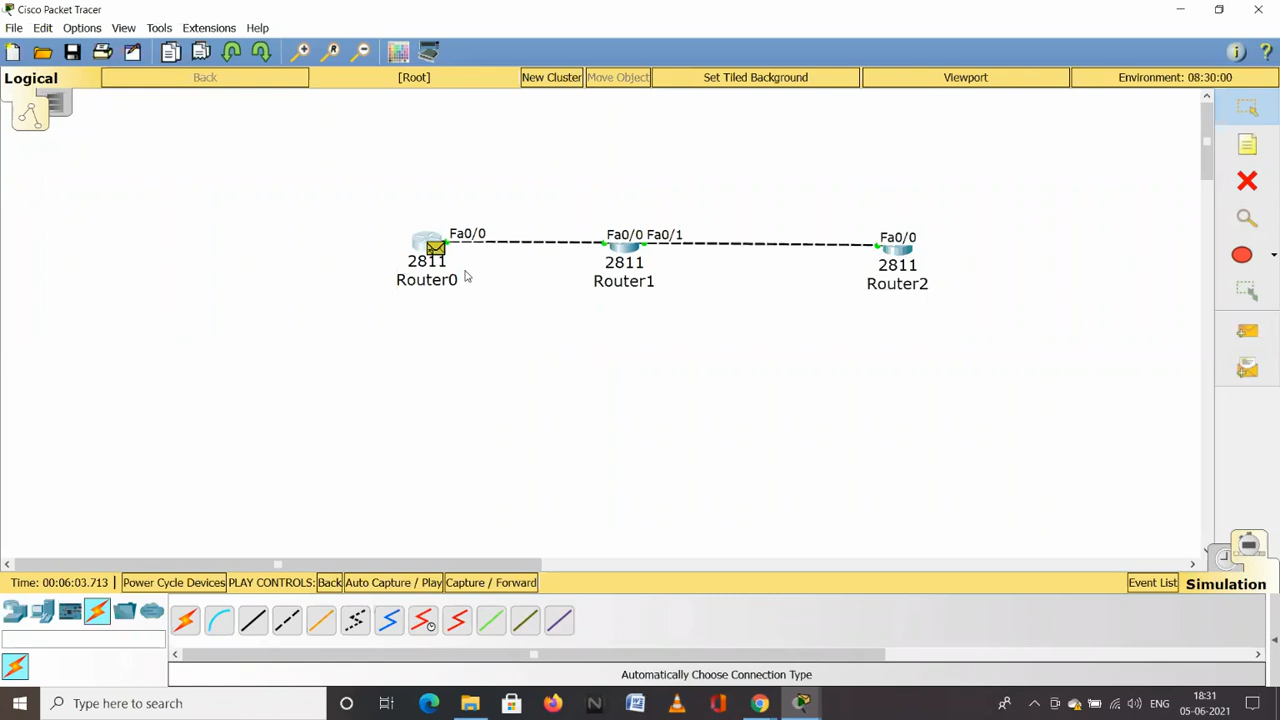 Cisco Packet Tracer
File Edit Options View Tools Extensions Help
Logical Back [Root] New Cluster Move Object Set Tiled Background Viewport Environment: 08:30:00
Fa0/0 Fa0/0 Fa0/1 Fa0/0
2811 2811 2811
Router0 Router1 Router2
Time: 00:06:03.713 Power Cycle Devices PLAY CONTROLS: Back Auto Capture / Play Capture / Forward Event List Simulation
Automatically Choose Connection Type
Type here to search
ENG
18:31
05-06-2021